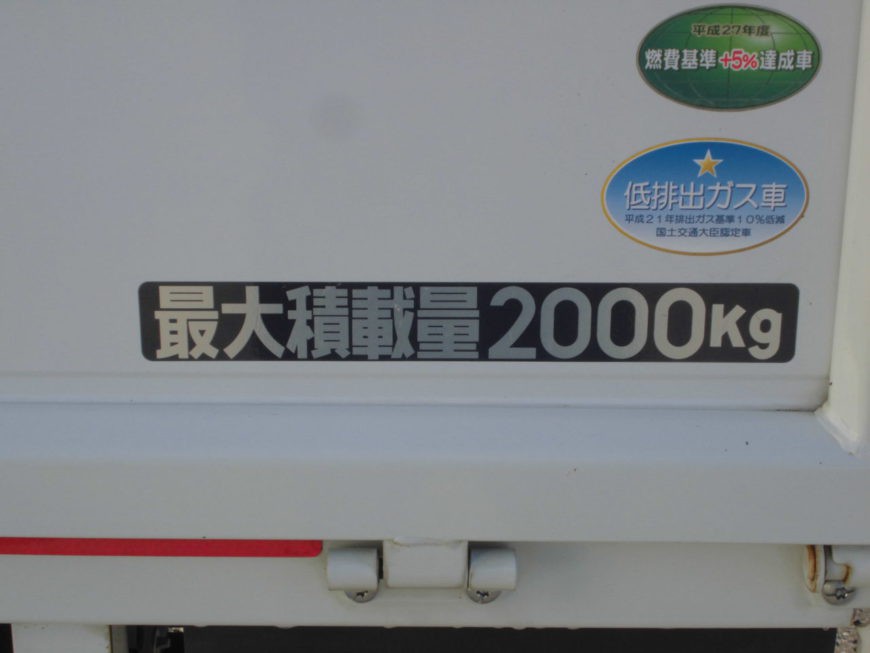 平成27年度
燃費基準+5%達成車
低排出ガス車
平成21年排出ガス基準10%低減
国土交通大臣認定車
最大積載量2000Kg